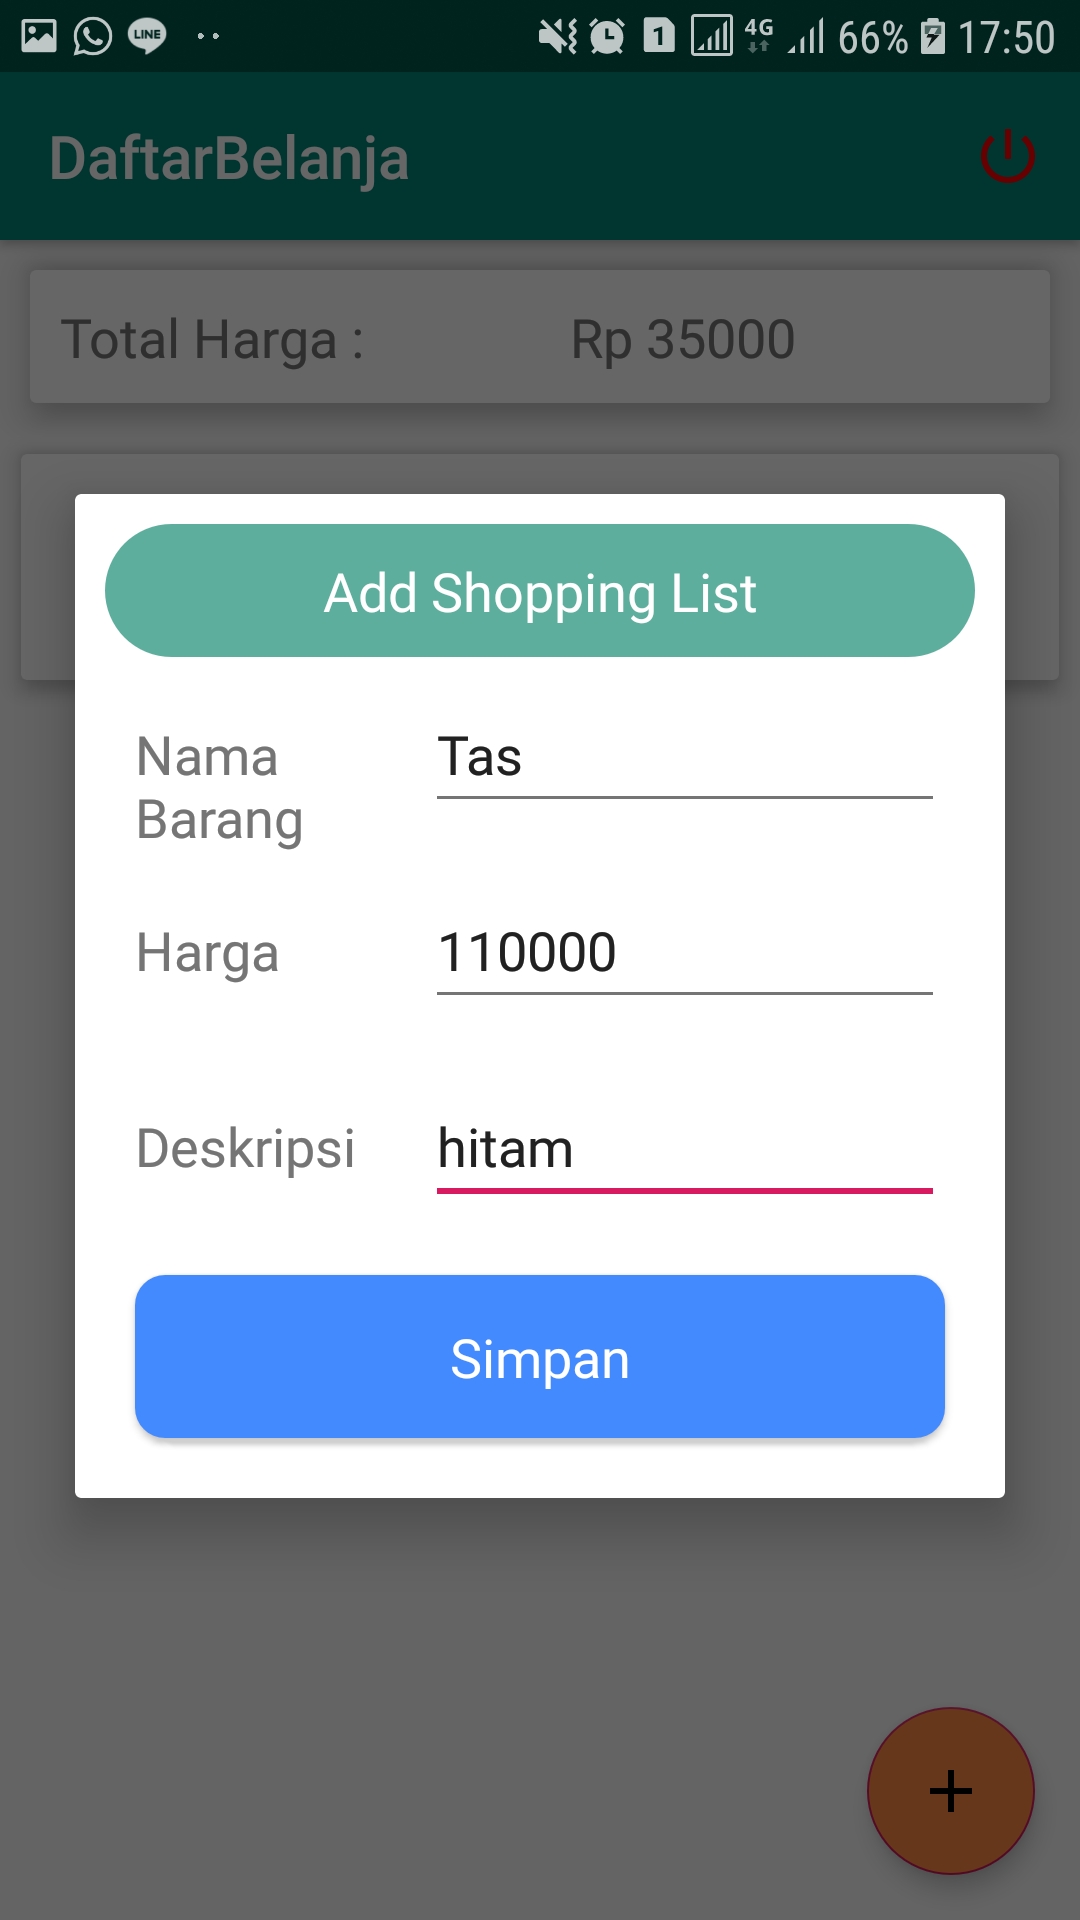 LINE 1 4G 66% 17:50
DaftarBelanja
Total Harga : Rp 35000
Add Shopping List
Nama Tas
Barang
Harga 110000
Deskripsi hitam
Simpan
+